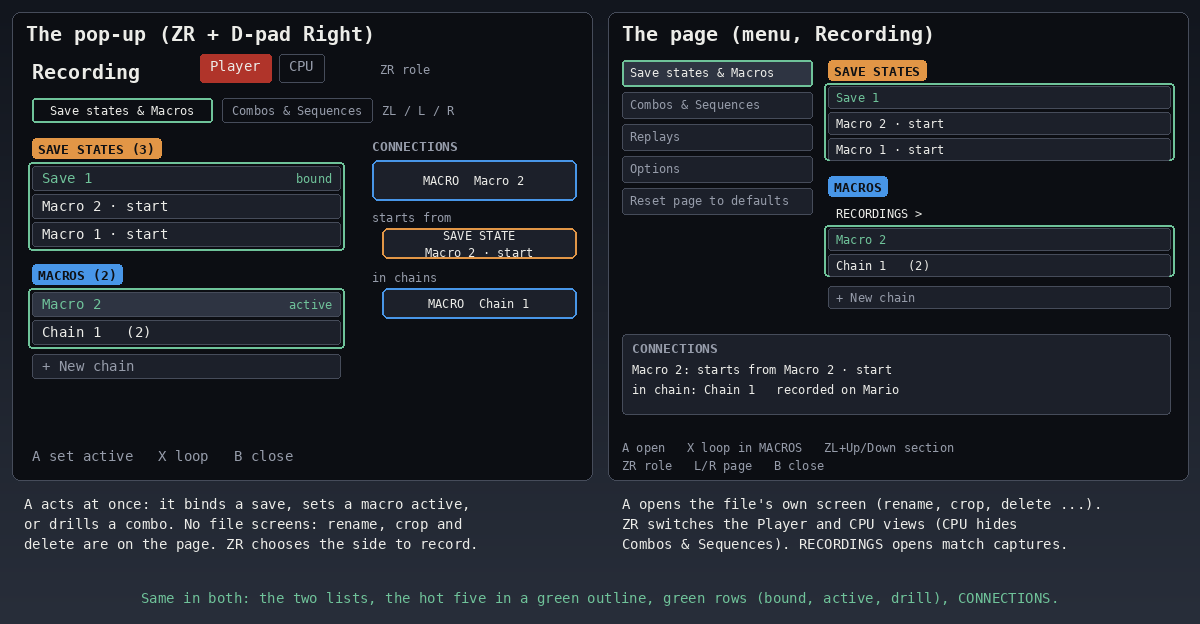 The pop-up (ZR + D-pad Right)
Recording
Player
CPU
ZR role
Save states & Macros
Combos & Sequences
ZL / L / R
SAVE STATES (3)
Save 1 bound
Macro 2 · start
Macro 1 · start
MACROS (2)
Macro 2 active
Chain 1 (2)
+ New chain
CONNECTIONS
MACRO Macro 2
starts from
SAVE STATE
Macro 2 · start
in chains
MACRO Chain 1
A set active X loop B close
A acts at once: it binds a save, sets a macro active,
or drills a combo. No file screens: rename, crop and
delete are on the page. ZR chooses the side to record.
The page (menu, Recording)
Save states & Macros
Combos & Sequences
Replays
Options
Reset page to defaults
SAVE STATES
Save 1
Macro 2 · start
Macro 1 · start
MACROS
RECORDINGS >
Macro 2
Chain 1 (2)
+ New chain
CONNECTIONS
Macro 2: starts from Macro 2 · start
in chain: Chain 1 recorded on Mario
A open X loop in MACROS ZL+Up/Down section
ZR role L/R page B close
A opens the file's own screen (rename, crop, delete ...).
ZR switches the Player and CPU views (CPU hides
Combos & Sequences). RECORDINGS opens match captures.
Same in both: the two lists, the hot five in a green outline, green rows (bound, active, drill), CONNECTIONS.